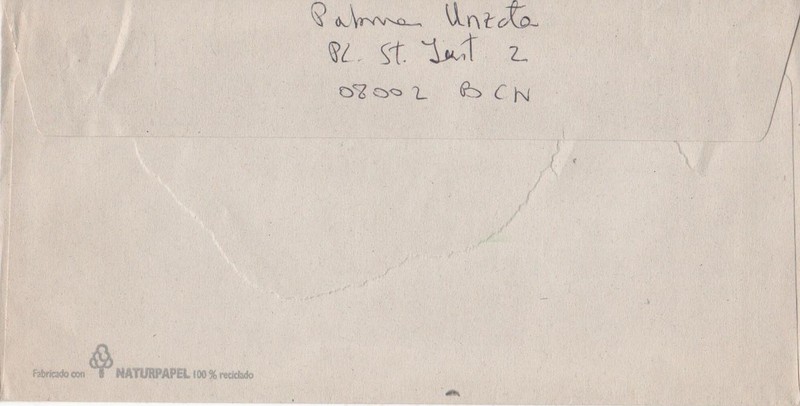 Paloma Unzeta
Pl. St. Just 2
08002 BCN
Fabricado con NATURPAPEL 100 % reciclado